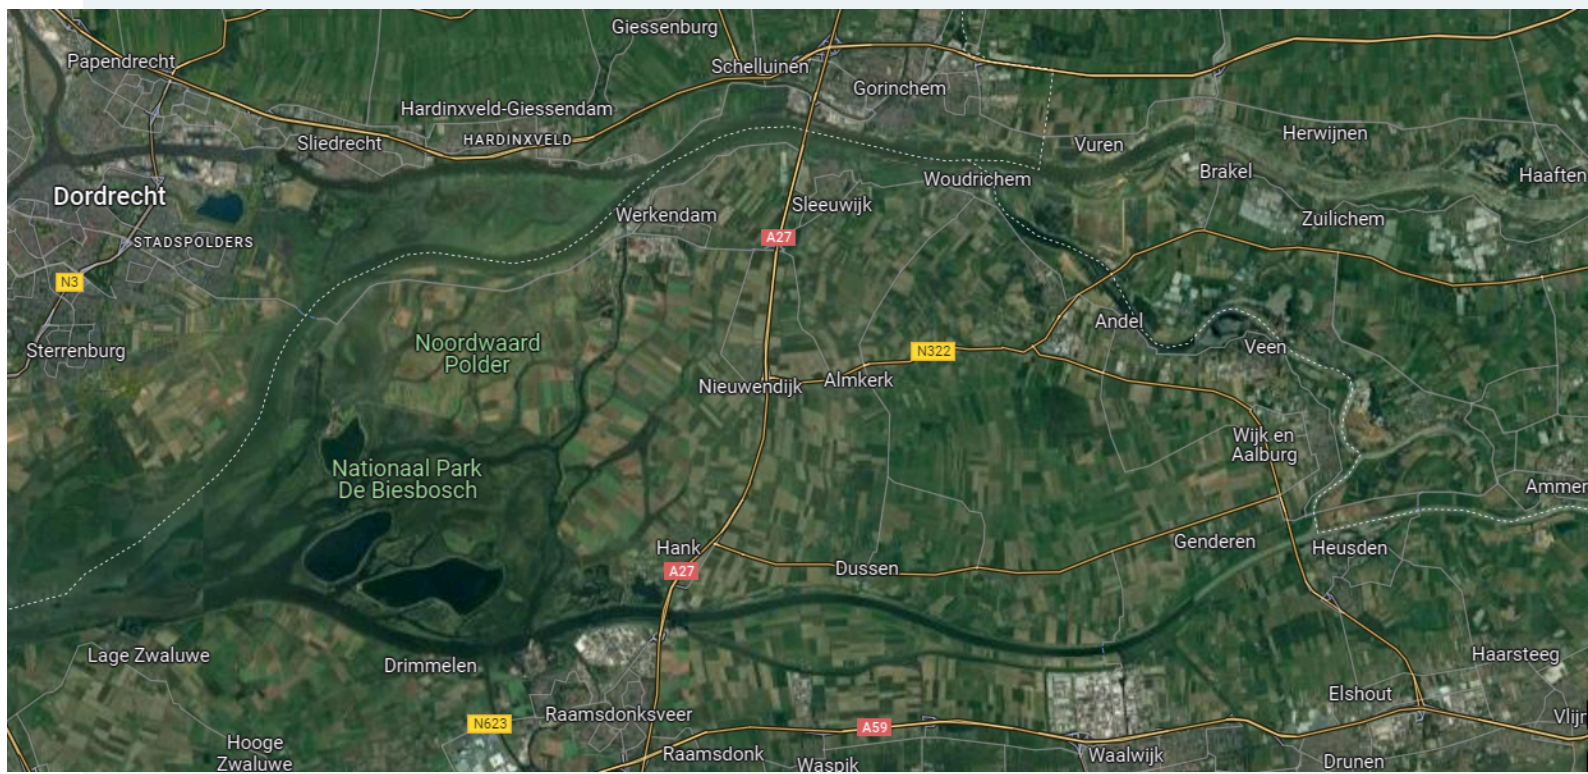 Giessenburg
Papendrecht
Schelluinen
Gorinchem
Hardinxveld-Giessendam
HARDINXVELD
Sliedrecht
Vuren
Herwijnen
Woudrichem
Brakel
Haaften
Dordrecht
Werkendam
Sleeuwijk
Zuilichem
STADSPOLDERS
A27
N3
Andel
Noordwaard
Polder
Sterrenburg
N322
Veen
Nieuwendijk
Almkerk
Wijk en
Aalburg
Nationaal Park
De Biesbosch
Ammer
Hank
A27
Dussen
Genderen
Heusden
Lage Zwaluwe
Drimmelen
Haarsteeg
Elshout
Raamsdonksveer
N623
A59
Vlijr
Hooge
Zwaluwe
Raamsdonk
Waspik
Waalwijk
Drunen